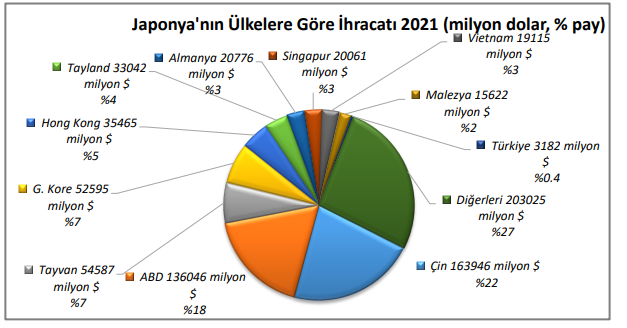 Japonya'nın Ülkelere Göre İhracatı 2021 (milyon dolar, % pay)
Vietnam 19115
milyon $
%3
Singapur 20061
milyon $
%3
Almanya 20776
milyon $
%3
Tayland 33042
milyon $
%4
Malezya 15622
milyon $
%2
Hong Kong 35465
milyon $
%5
Türkiye 3182 milyon
$
%0.4
G. Kore 52595
milyon $
%7
Diğerleri 203025
milyon $
%27
Tayvan 54587
milyon $
%7
ABD 136046 milyon
$
%18
Çin 163946 milyon $
%22